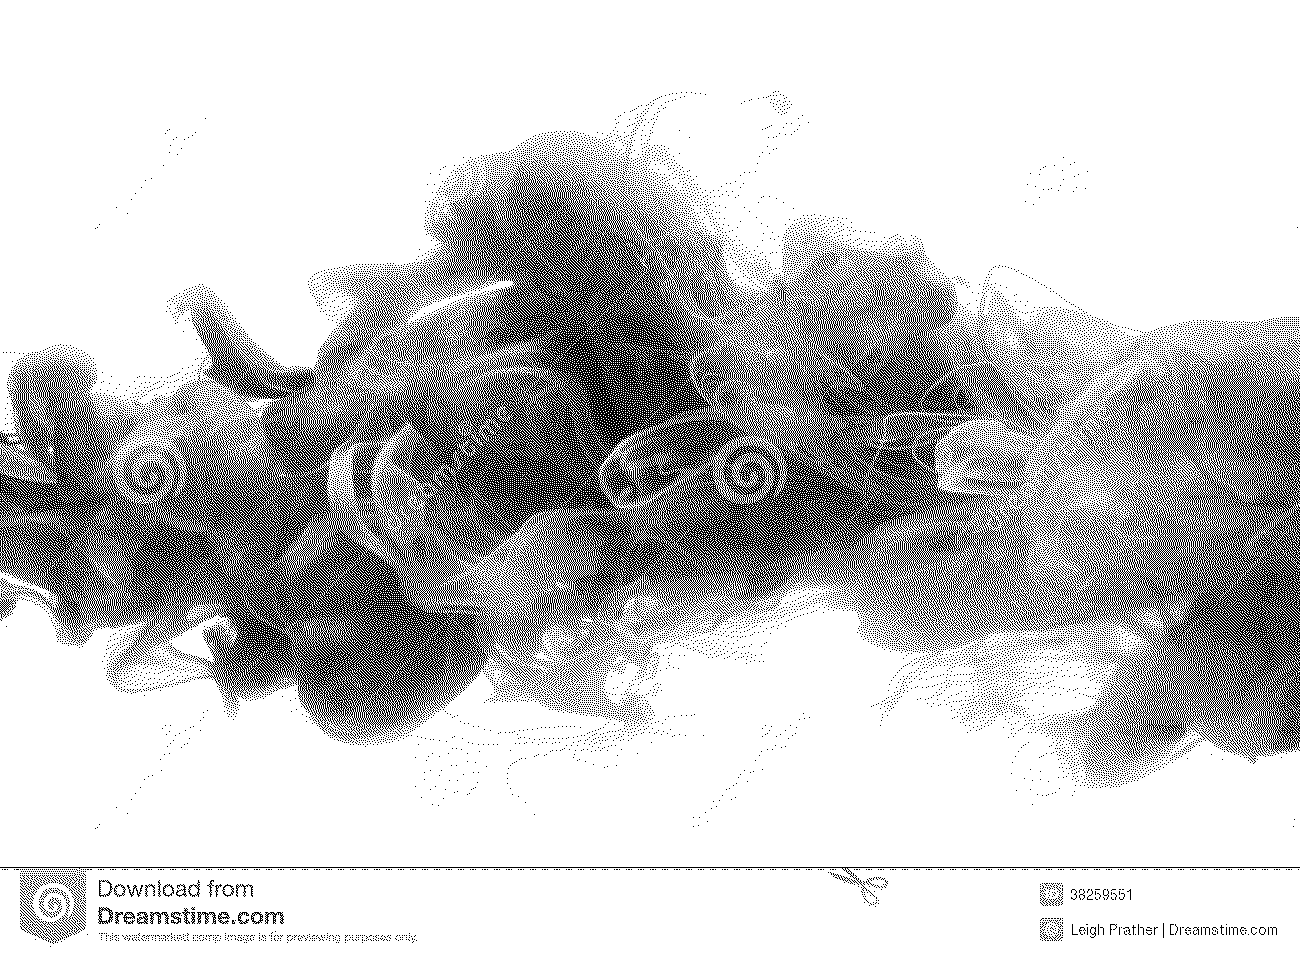 Download from
Dreamstime.com
This watermarked comp image is for previewing purposes only.
38259551
Leigh Prather | Dreamstime.com